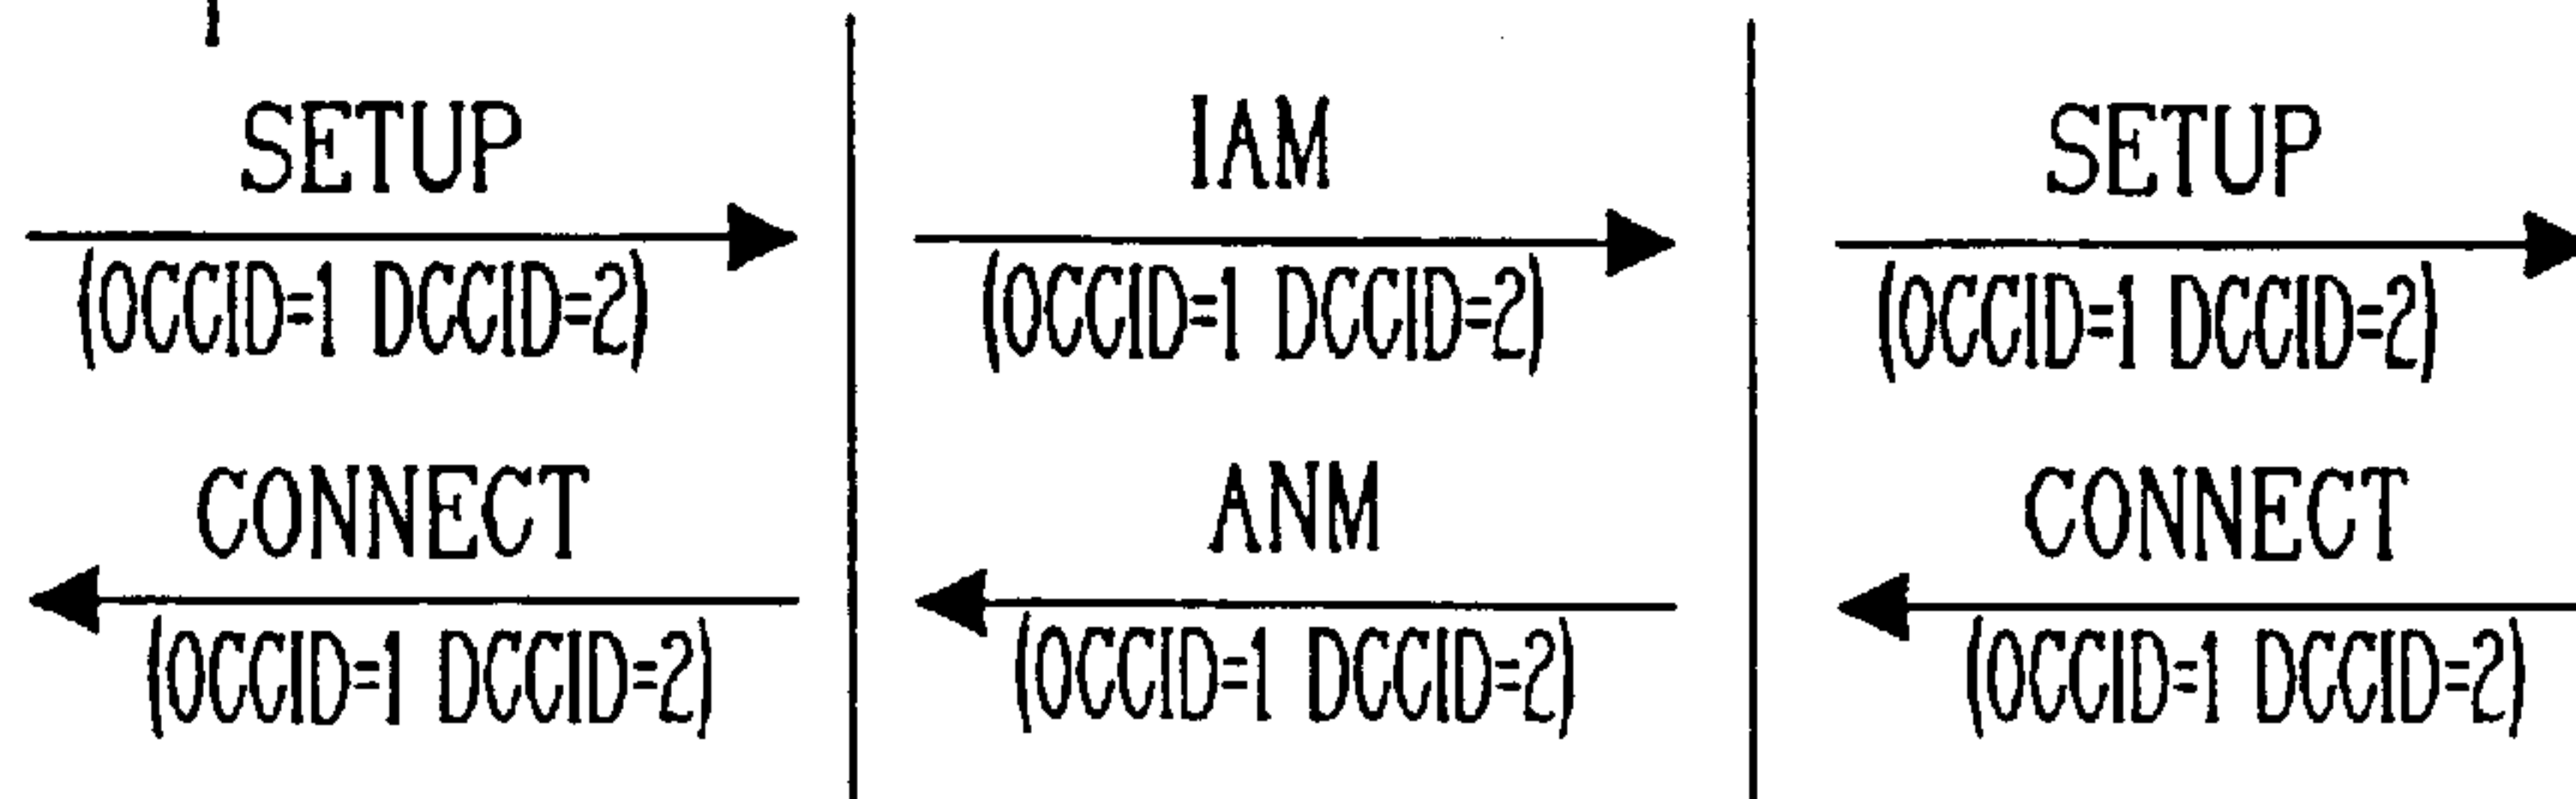 SETUP IAM SETUP
(OCCID=1 DCCID=2) (OCCID=1 DCCID=2) (OCCID=1 DCCID=2)
CONNECT ANM CONNECT
(OCCID=1 DCCID=2) (OCCID=1 DCCID=2) (OCCID=1 DCCID=2)